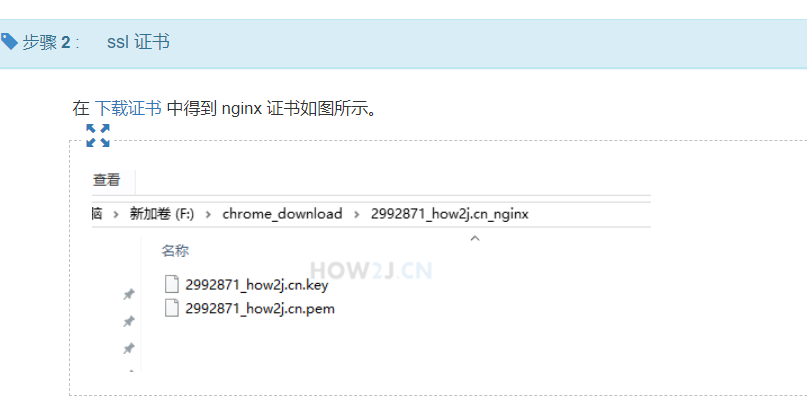 步骤 2 : ssl 证书
在 下载证书 中得到 nginx 证书如图所示。
查看
脑 › 新加卷 (F:) › chrome_download › 2992871_how2j.cn_nginx
名称
HOW2J.CN
2992871_how2j.cn.key
2992871_how2j.cn.pem